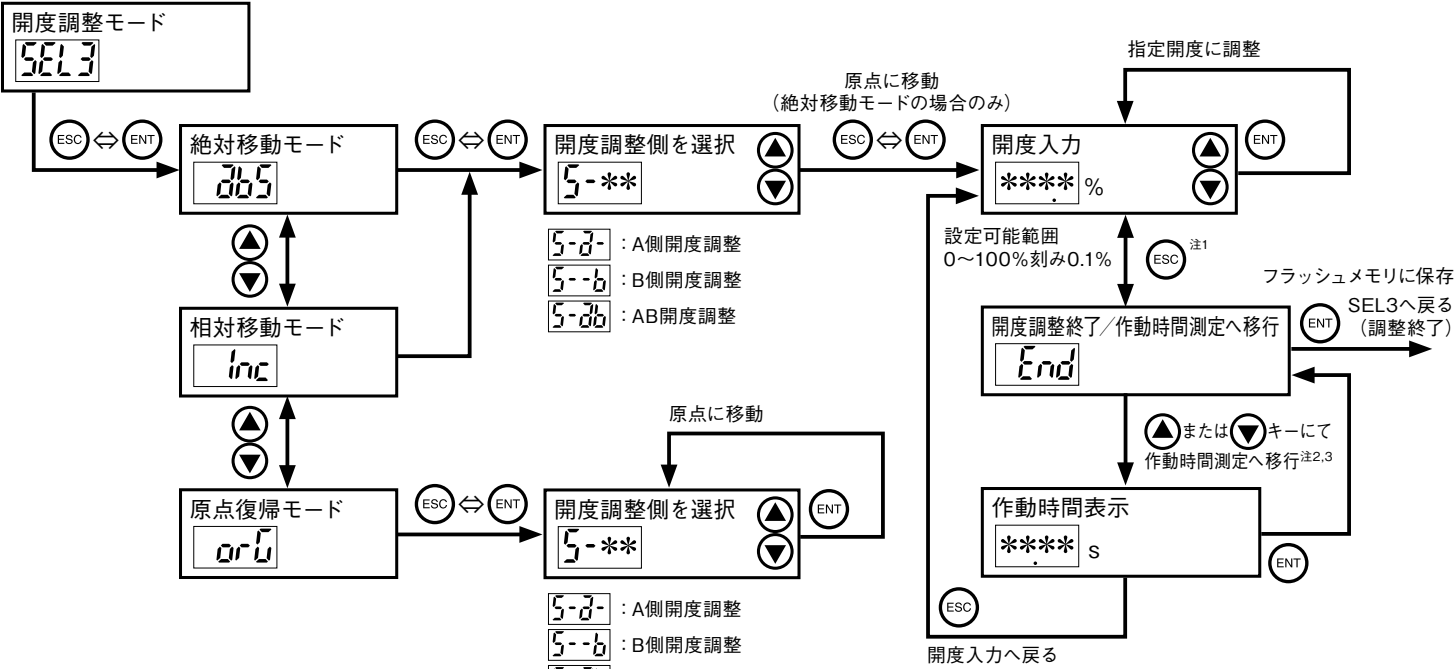 開度調整モード
SEL3
ESC ⇔ ENT
絶対移動モード
abS
▲
▼
相対移動モード
inc
▲
▼
原点復帰モード
orG
ESC ⇔ ENT
開度調整側を選択
S-**
▲
▼
S-a- ：A側開度調整
S--b ：B側開度調整
S-ab ：AB開度調整
原点に移動
（絶対移動モードの場合のみ）
ESC ⇔ ENT
指定開度に調整
開度入力
****.%
▲
▼
ENT
設定可能範囲
0〜100％刻み0.1％
ESC 注1
開度調整終了／作動時間測定へ移行
End
フラッシュメモリに保存
ENT
SEL3へ戻る
（調整終了）
▲または▼キーにて
作動時間測定へ移行注2,3
作動時間表示
****.s
ENT
ESC
開度入力へ戻る
ESC ⇔ ENT
原点に移動
開度調整側を選択
S-**
▲
▼
ENT
S-a- ：A側開度調整
S--b ：B側開度調整